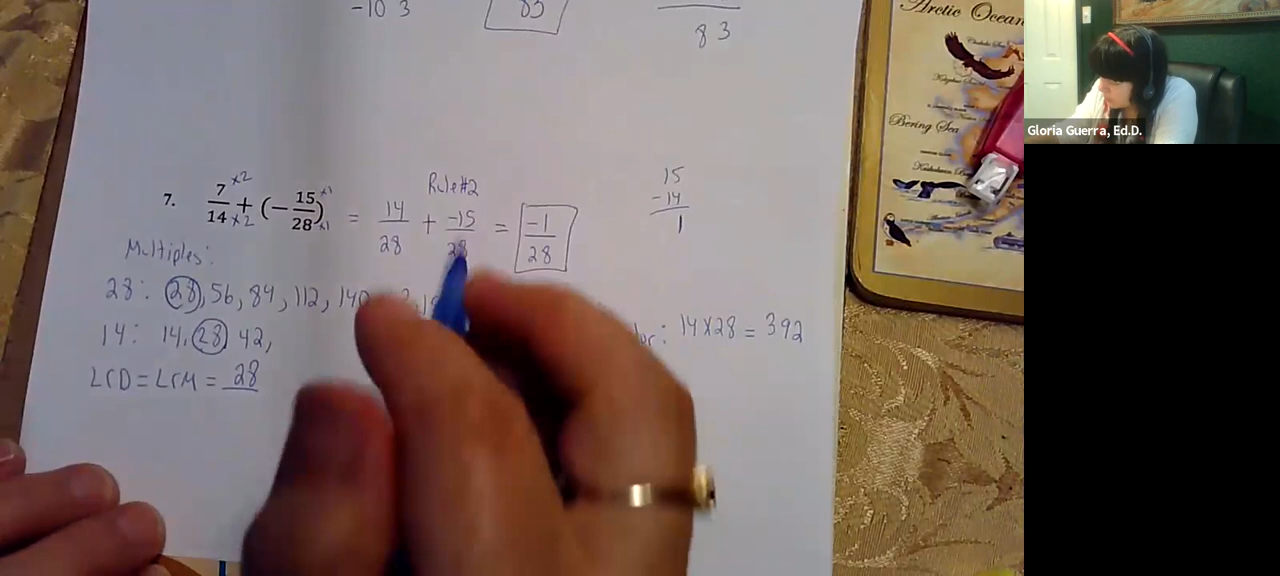 -10 3
83
83
Arctic Ocean
Bering Sea
Gloria Guerra, Ed.D.
Rule#2
7. 7/14 ×2 ×2 + (-15/28) ×1 ×1 = 14/28 + -15/28 = -1/28
15
-14
1
Multiples:
28: 28, 56, 84, 112, 140
14: 14, 28, 42,
14×28 = 392
LCD = LCM = 28